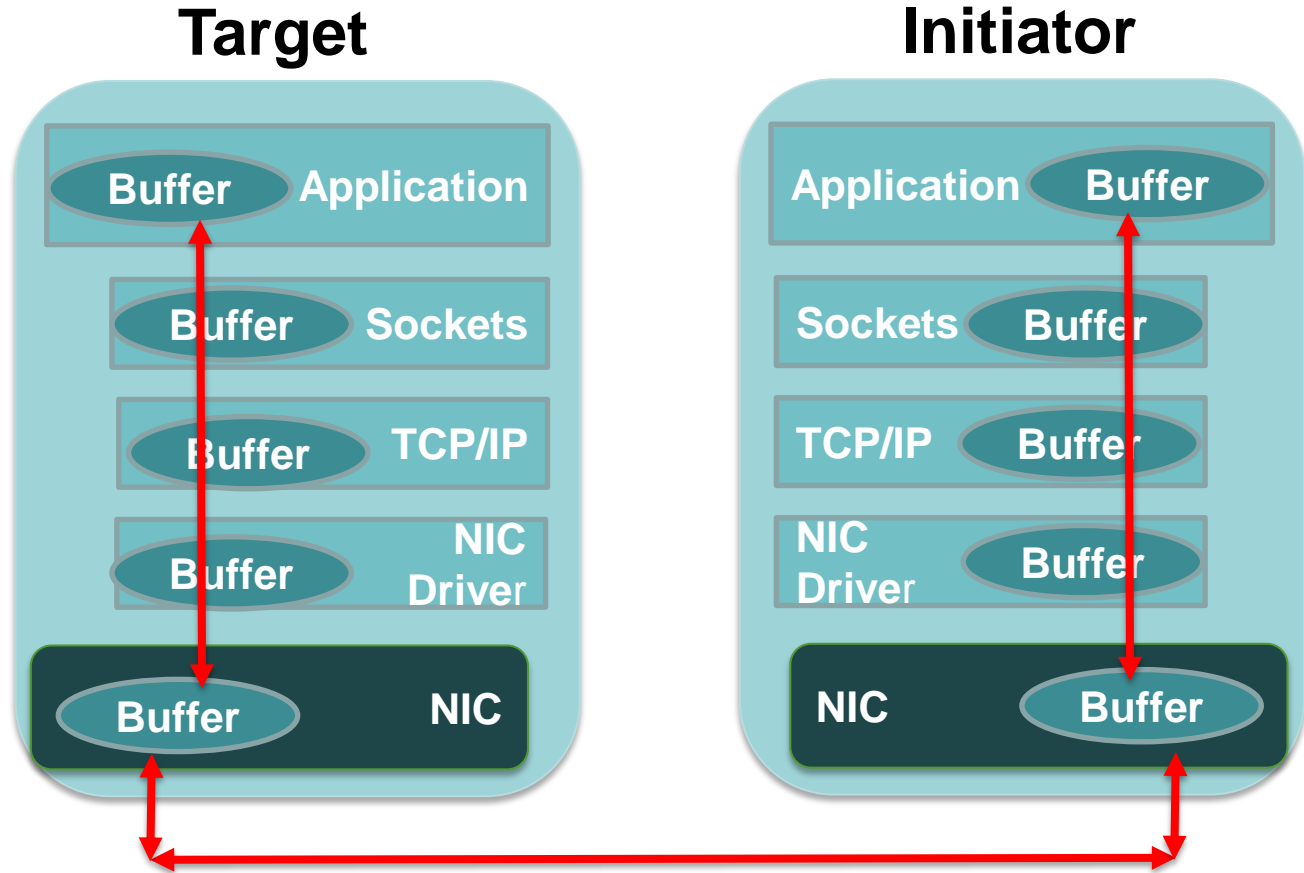 Target
Buffer Application
Buffer Sockets
Buffer TCP/IP
Buffer NIC
Driver
Buffer NIC
Initiator
Application Buffer
Sockets Buffer
TCP/IP Buffer
NIC
Driver Buffer
NIC Buffer